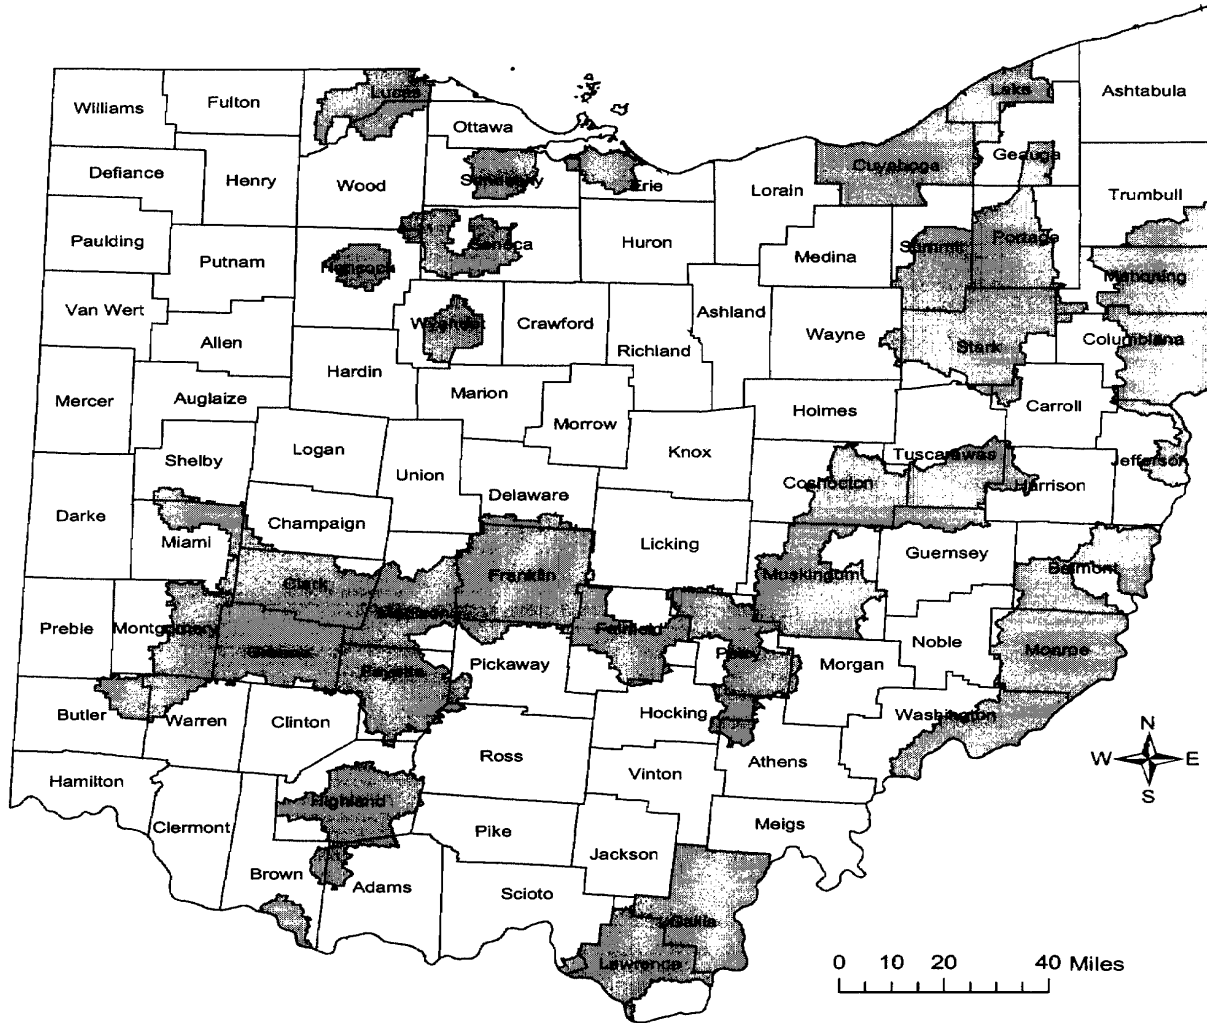 Williams
Fulton
Lucas
Lake
Ashtabula
Ottawa
Defiance
Henry
Wood
Sandusky
Erie
Lorain
Cuyahoga
Geauga
Trumbull
Paulding
Putnam
Hancock
Seneca
Huron
Medina
Summit
Portage
Mahoning
Van Wert
Allen
Wyandot
Crawford
Richland
Ashland
Wayne
Stark
Columbiana
Mercer
Auglaize
Hardin
Marion
Morrow
Holmes
Carroll
Shelby
Logan
Union
Delaware
Knox
Coshocton
Tuscarawas
Harrison
Jefferson
Darke
Miami
Champaign
Licking
Muskingum
Guernsey
Belmont
Clark
Franklin
Preble
Montgomery
Fairfield
Perry
Morgan
Noble
Monroe
Fayette
Pickaway
Butler
Warren
Clinton
Hocking
Washington
Hamilton
Ross
Vinton
Athens
N
W E
S
Clermont
Highland
Pike
Jackson
Meigs
Brown
Adams
Scioto
Gallia
Lawrence
0 10 20 40 Miles